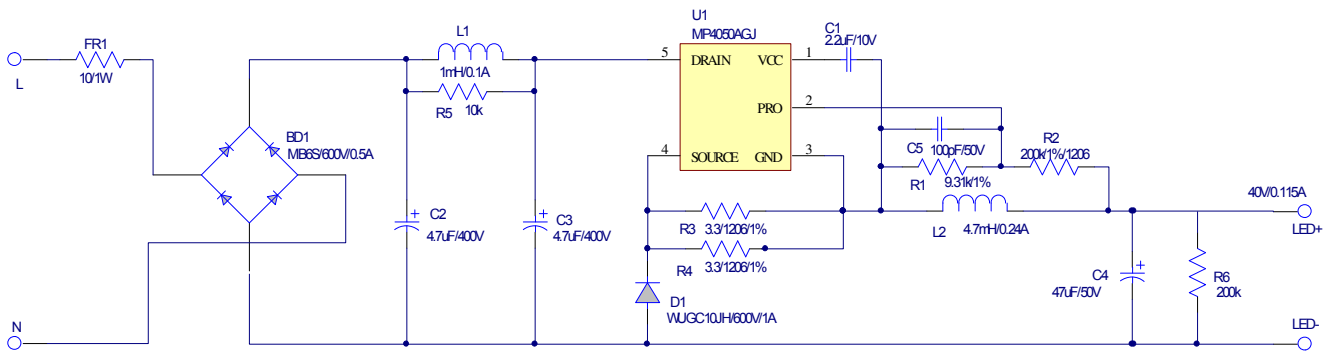 FR1
10/1W
L
N
BD1
MB6S/600V/0.5A
L1
1mH/0.1A
R5
10k
C2
4.7uF/400V
C3
4.7uF/400V
U1
MP4050AGJ
5
DRAIN
VCC
1
PRO
2
4
SOURCE
GND
3
C1
2.2uF/10V
C5
100pF/50V
R1
9.31k/1%
R2
200k/1%/1206
R3
3.3/1206/1%
R4
3.3/1206/1%
D1
WUGC10JH/600V/1A
L2
4.7mH/0.24A
C4
47uF/50V
R6
200k
40V/0.115A
LED+
LED-